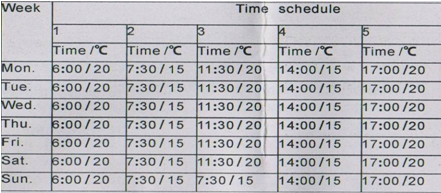 Week Time schedule
1 2 3 4 5
Time /℃ Time /℃ Time /℃ Time /℃ Time /℃
Mon. 6:00/20 7:30/15 11:30/20 14:00/15 17:00/20
Tue. 6:00/20 7:30/15 11:30/20 14:00/15 17:00/20
Wed. 6:00/20 7:30/15 11:30/20 14:00/15 17:00/20
Thu. 6:00/20 7:30/15 11:30/20 14:00/15 17:00/20
Fri. 6:00/20 7:30/15 11:30/20 14:00/15 17:00/20
Sat. 6:00/20 7:30/15 11:30/20 14:00/15 17:00/20
Sun. 6:00/20 7:30/15 7:30/15 14:00/15 17:00/20